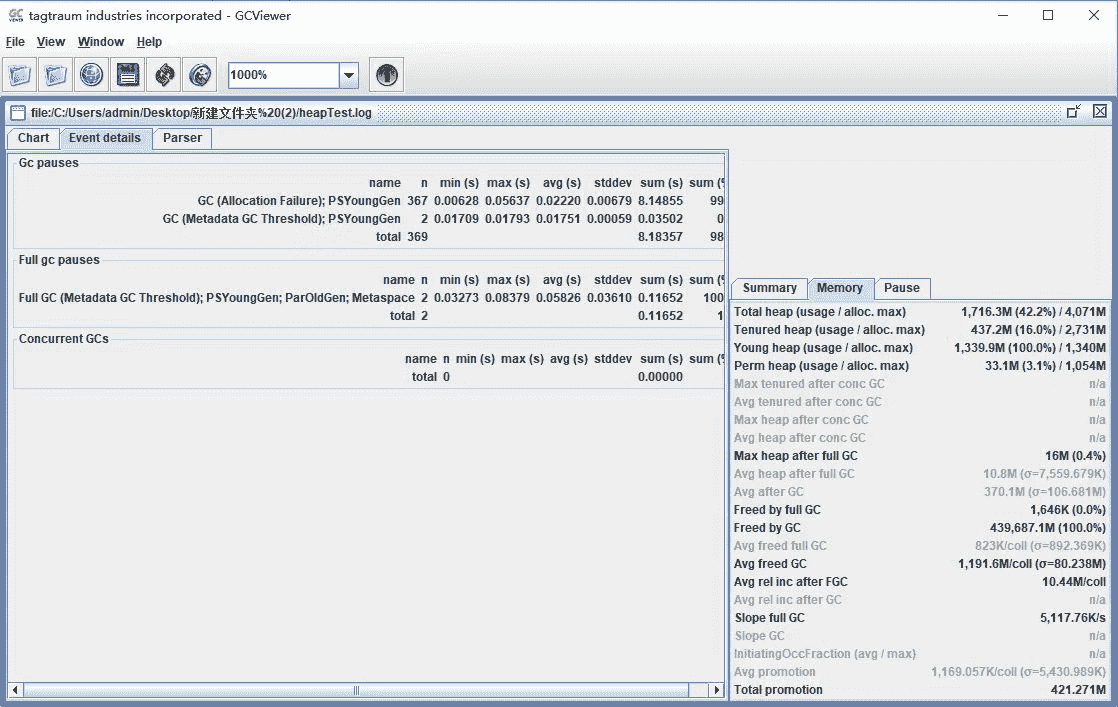 tagtraum industries incorporated - GCViewer
File View Window Help
1000%
file:/C:/Users/admin/Desktop/新建文件夹%20(2)/heapTest.log
Chart Event details Parser
Gc pauses
name n min (s) max (s) avg (s) stddev sum (s) sum (%
GC (Allocation Failure); PSYoungGen 367 0.00628 0.05637 0.02220 0.00679 8.14855 99
GC (Metadata GC Threshold); PSYoungGen 2 0.01709 0.01793 0.01751 0.00059 0.03502 0
total 369 8.18357 98
Full gc pauses
name n min (s) max (s) avg (s) stddev sum (s) sum (%
Full GC (Metadata GC Threshold); PSYoungGen; ParOldGen; Metaspace 2 0.03273 0.08379 0.05826 0.03610 0.11652 100
total 2 0.11652 1
Concurrent GCs
name n min (s) max (s) avg (s) stddev sum (s) sum (%
total 0 0.00000
Summary Memory Pause
Total heap (usage / alloc. max) 1,716.3M (42.2%) / 4,071M
Tenured heap (usage / alloc. max) 437.2M (16.0%) / 2,731M
Young heap (usage / alloc. max) 1,339.9M (100.0%) / 1,340M
Perm heap (usage / alloc. max) 33.1M (3.1%) / 1,054M
Max tenured after conc GC n/a
Avg tenured after conc GC n/a
Max heap after conc GC n/a
Avg heap after conc GC n/a
Max heap after full GC 16M (0.4%)
Avg heap after full GC 10.8M (σ=7,559.679K)
Avg after GC 370.1M (σ=106.681M)
Freed by full GC 1,646K (0.0%)
Freed by GC 439,687.1M (100.0%)
Avg freed full GC 823K/coll (σ=892.369K)
Avg freed GC 1,191.6M/coll (σ=80.238M)
Avg rel inc after FGC 10.44M/coll
Avg rel inc after GC n/a
Slope full GC 5,117.76K/s
Slope GC n/a
InitiatingOccFraction (avg / max) n/a
Avg promotion 1,169.057K/coll (σ=5,430.989K)
Total promotion 421.271M